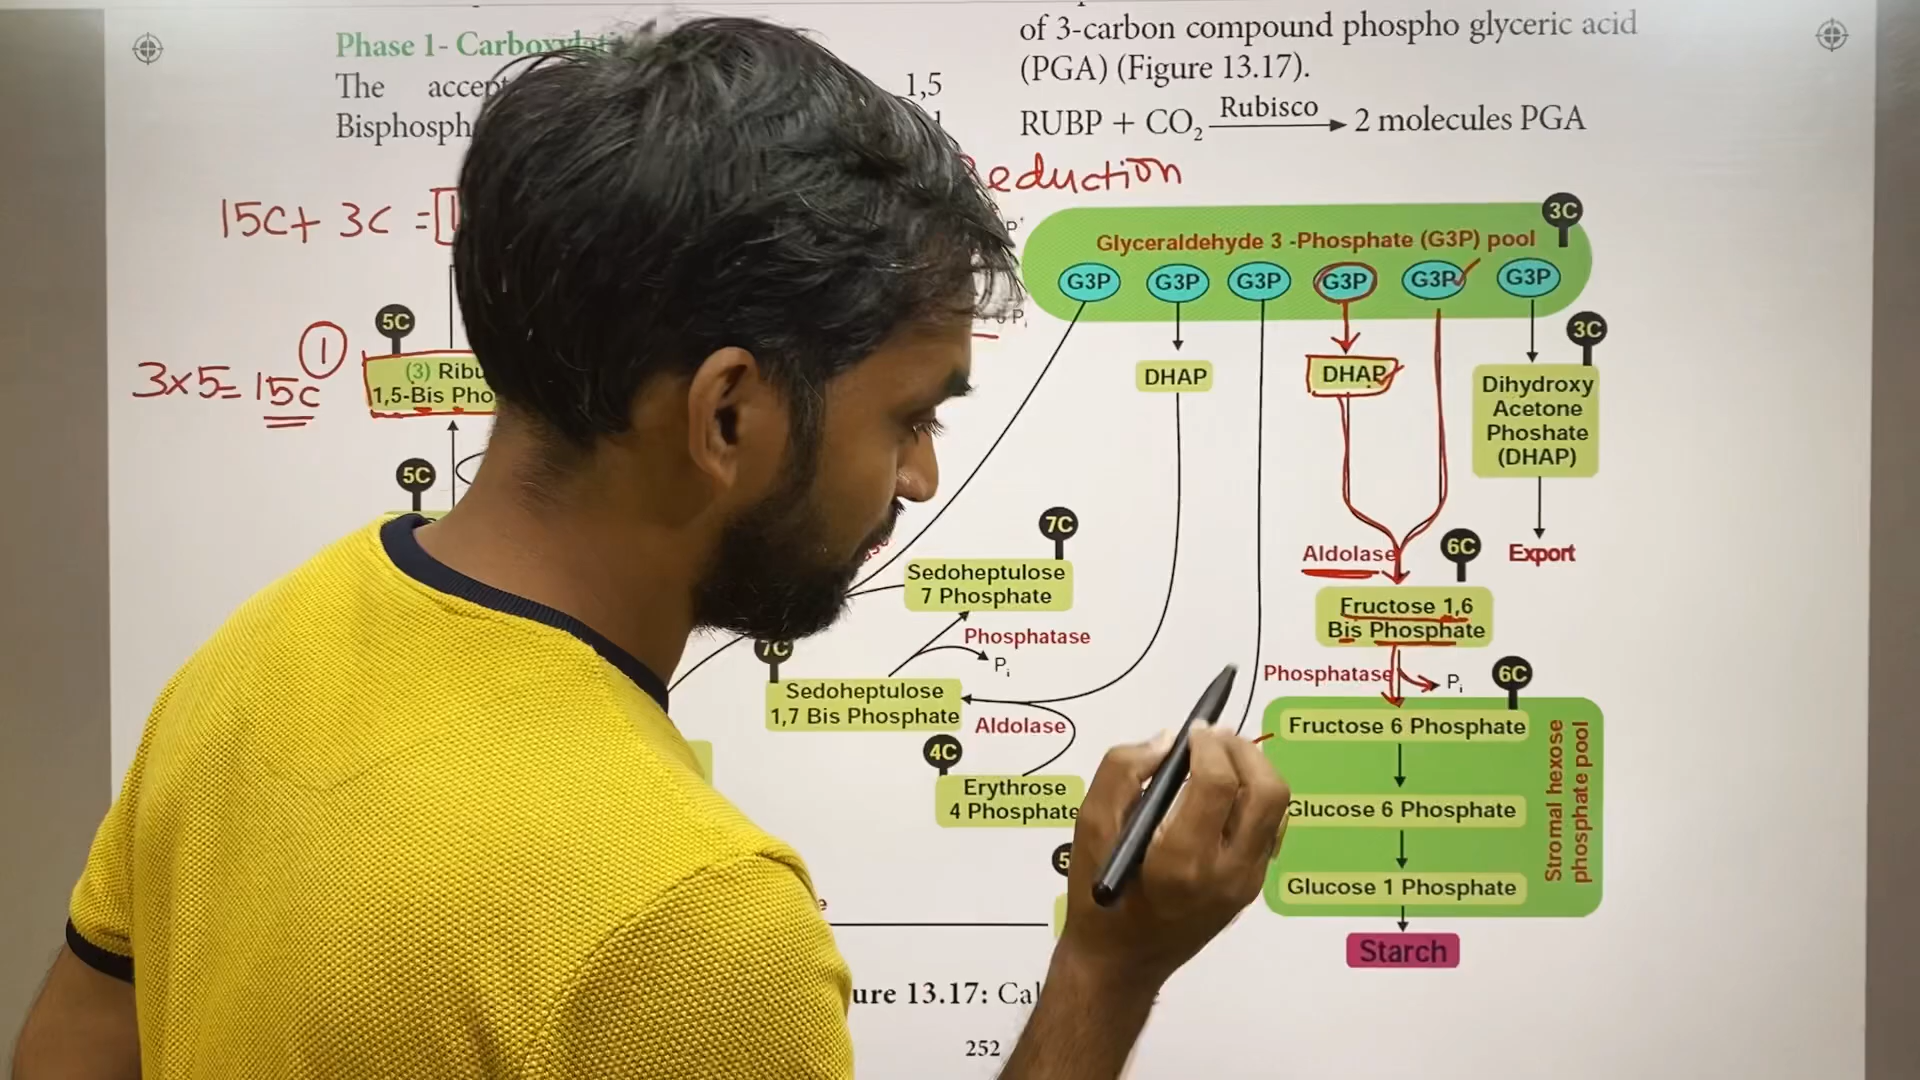 Phase 1- Carboxylati
The accept 1,5
Bisphosph
of 3-carbon compound phospho glyceric acid
(PGA) (Figure 13.17).
RUBP + CO2 Rubisco 2 molecules PGA
eduction
15C + 3C =
3C
Glyceraldehyde 3 -Phosphate (G3P) pool
G3P G3P G3P G3P G3P G3P
5C
1
3x5=15C
(3) Ribu
1,5-Bis Pho
DHAP
DHAP
3C
Dihydroxy
Acetone
Phoshate
(DHAP)
5C
7C
Sedoheptulose
7 Phosphate
Aldolase
6C
Export
Fructose 1,6
Bis Phosphate
Phosphatase
Pi
7C
Sedoheptulose
1,7 Bis Phosphate
Aldolase
Phosphatase
Pi
6C
Fructose 6 Phosphate
Glucose 6 Phosphate
Glucose 1 Phosphate
Stromal hexose
phosphate pool
4C
Erythrose
4 Phosphate
Starch
ure 13.17: Cal
252